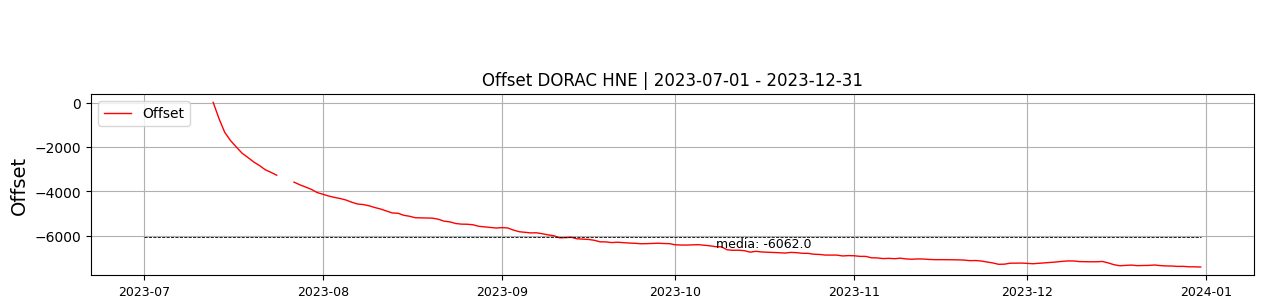 Offset DORAC HNE | 2023-07-01 - 2023-12-31
Offset
Offset
0
−2000
−4000
−6000
media: -6062.0
2023-07
2023-08
2023-09
2023-10
2023-11
2023-12
2024-01